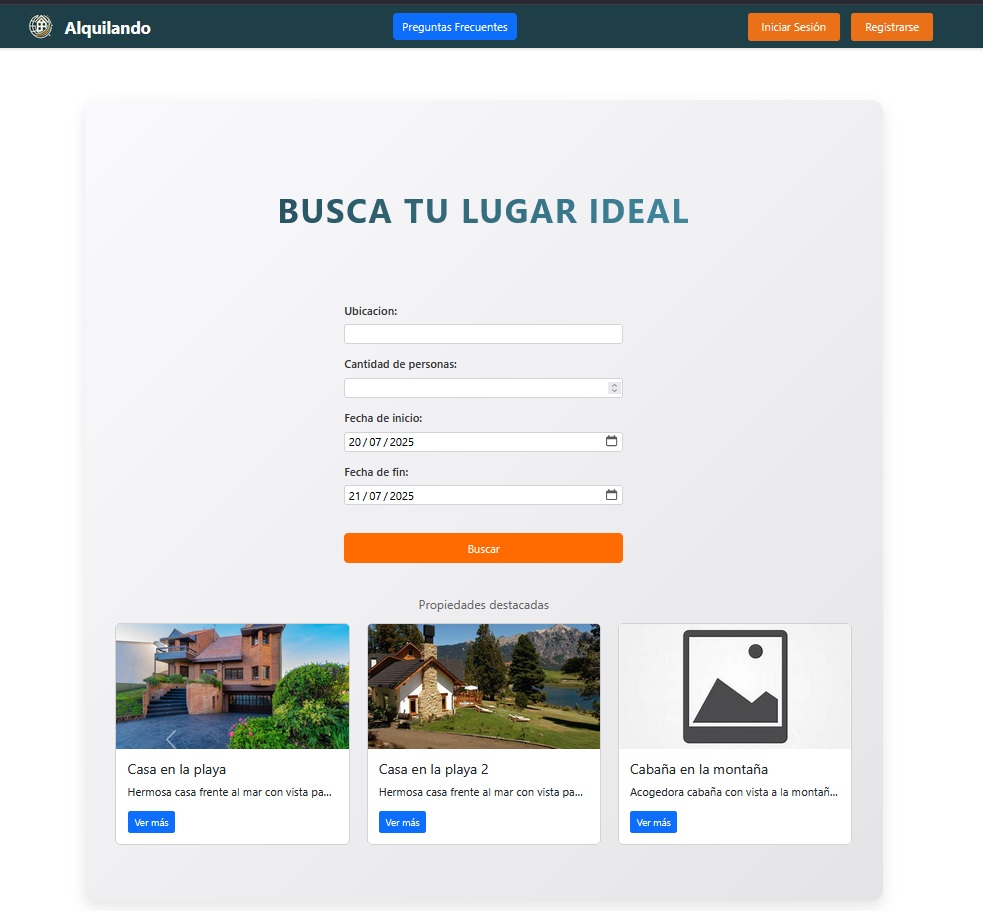 Alquilando
Preguntas Frecuentes
Iniciar Sesión
Registrarse
BUSCA TU LUGAR IDEAL
Ubicacion:
Cantidad de personas:
Fecha de inicio:
20/07/2025
Fecha de fin:
21/07/2025
Buscar
Propiedades destacadas
Casa en la playa
Hermosa casa frente al mar con vista pa...
Ver más
Casa en la playa 2
Hermosa casa frente al mar con vista pa...
Ver más
Cabaña en la montaña
Acogedora cabaña con vista a la montañ...
Ver más